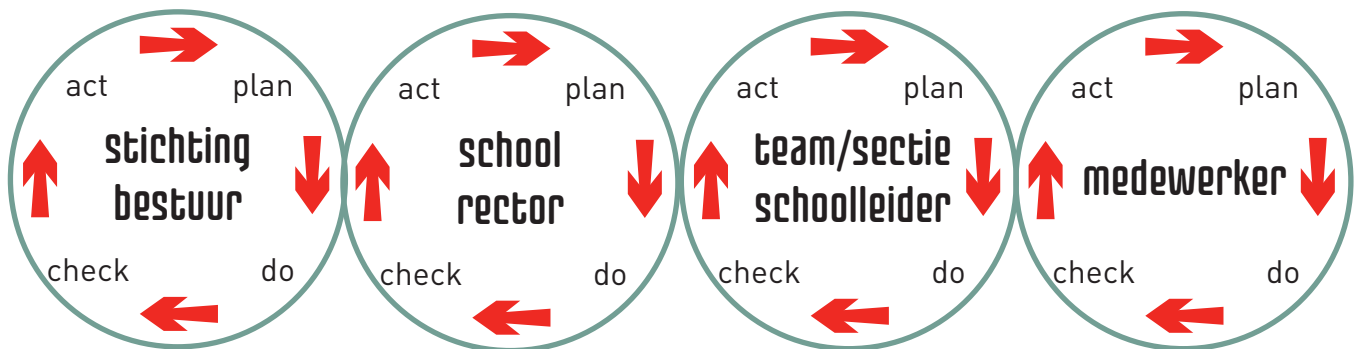 act plan
stichting
bestuur
check do
act plan
school
rector
check do
act plan
team/sectie
schoolleider
check do
act plan
medewerker
check do